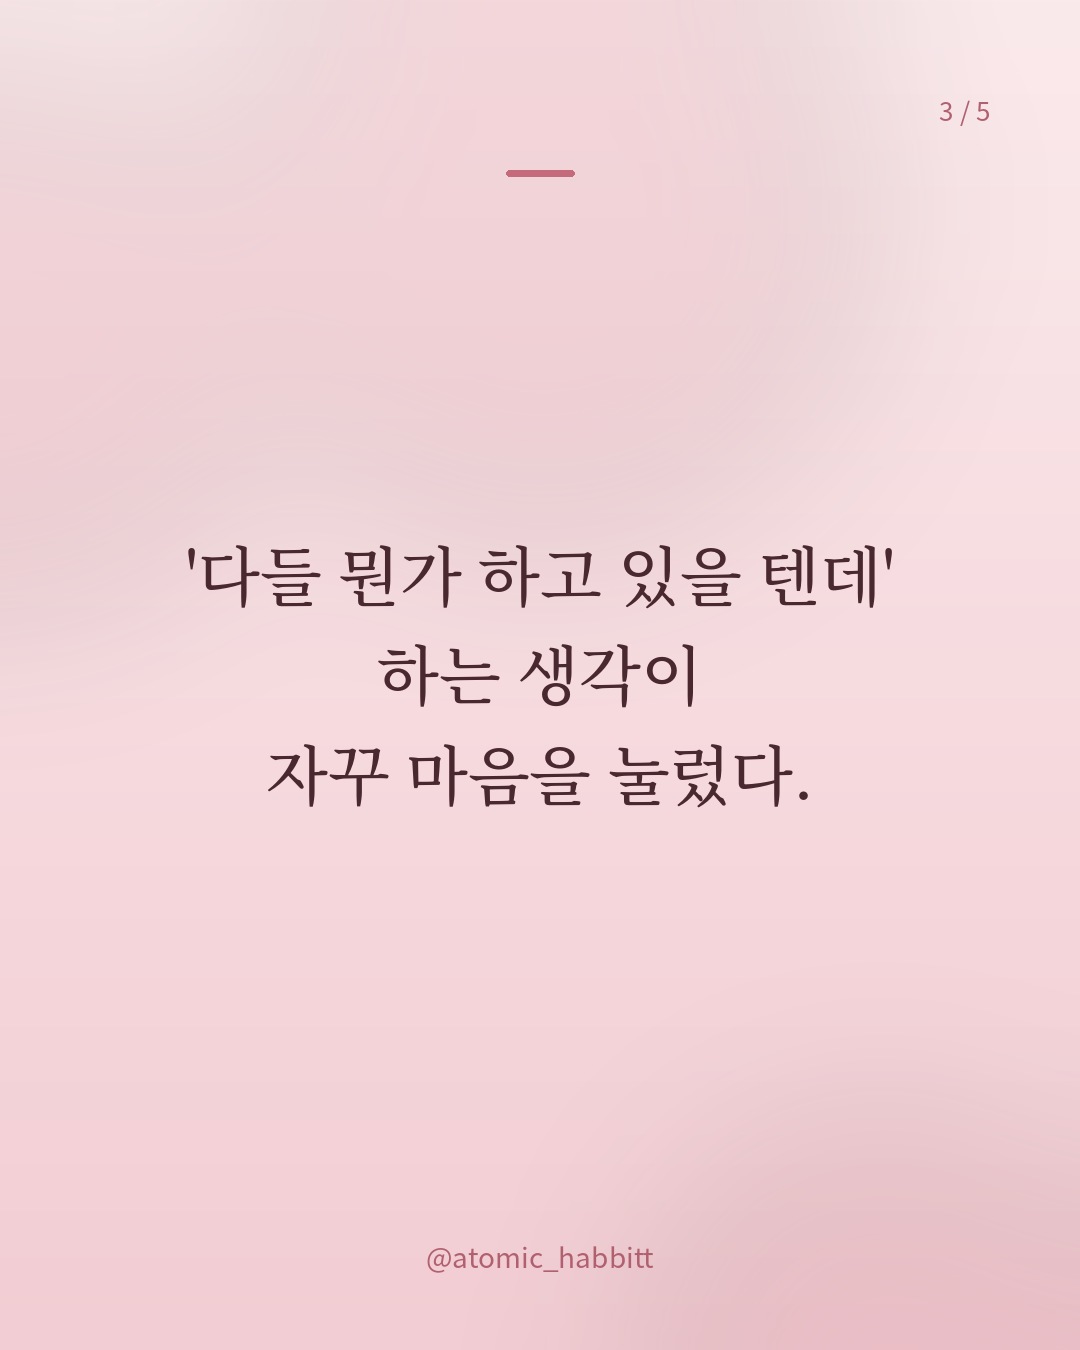 3 / 5
'다들 뭔가 하고 있을 텐데'
하는 생각이
자꾸 마음을 눌렀다.
@atomic_habbitt